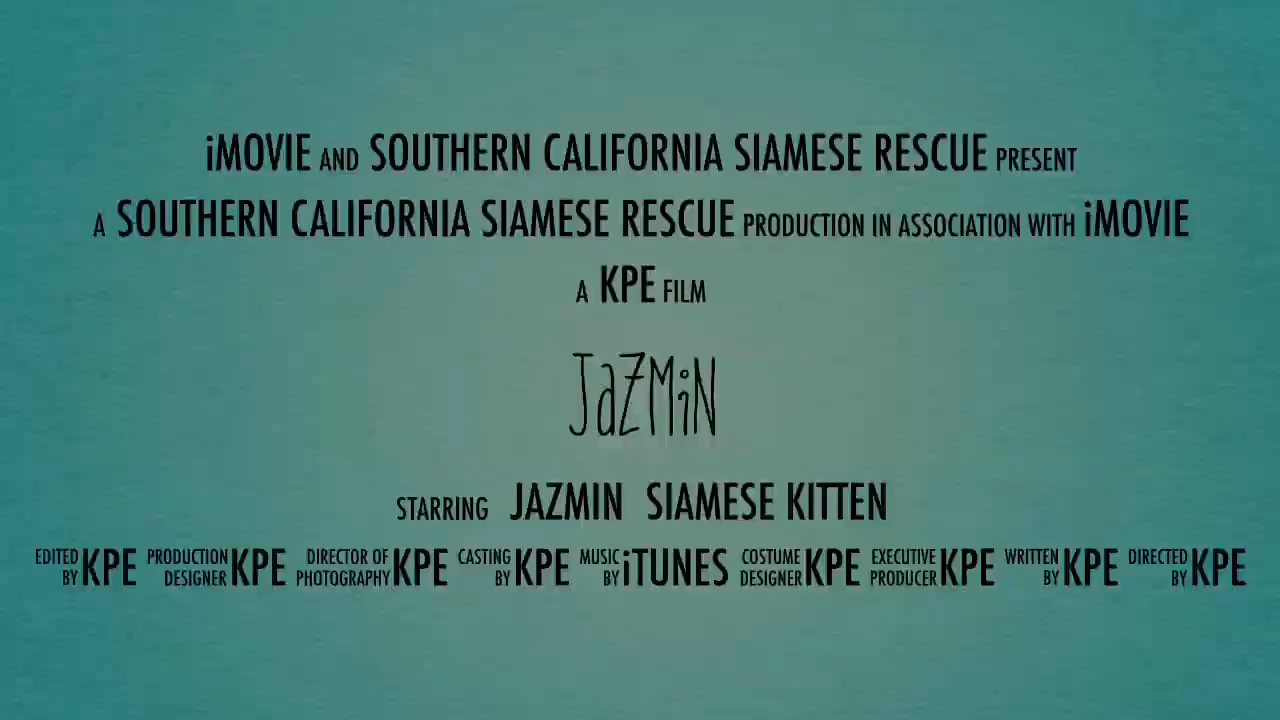 iMOVIE AND SOUTHERN CALIFORNIA SIAMESE RESCUE PRESENT
A SOUTHERN CALIFORNIA SIAMESE RESCUE PRODUCTION IN ASSOCIATION WITH iMOVIE
A KPE FILM
JaZMiN
STARRING JAZMIN SIAMESE KITTEN
EDITED BY KPE PRODUCTION DESIGNER KPE DIRECTOR OF PHOTOGRAPHY KPE CASTING BY KPE MUSIC BY iTUNES COSTUME DESIGNER KPE EXECUTIVE PRODUCER KPE WRITTEN BY KPE DIRECTED BY KPE